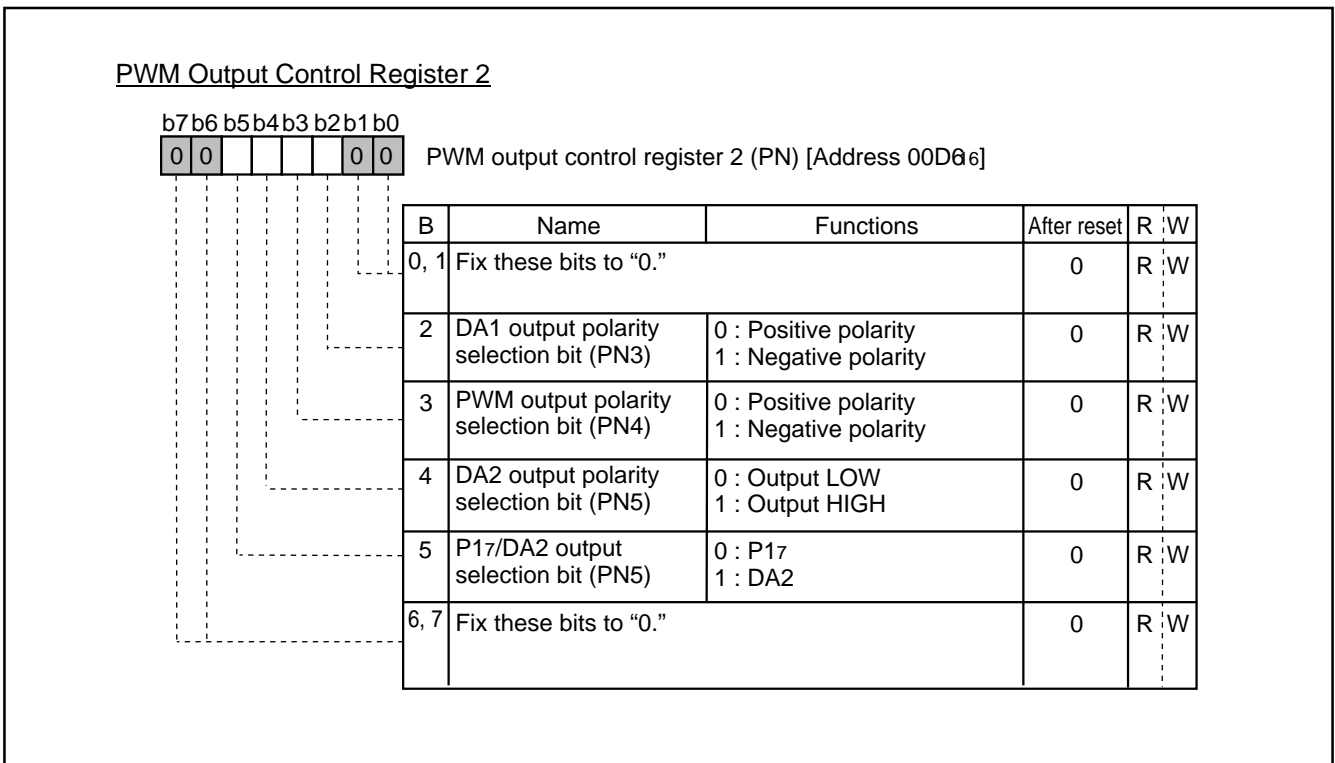 PWM Output Control Register 2
b7 b6 b5 b4 b3 b2 b1 b0
0 0 0 0 PWM output control register 2 (PN) [Address 00D616]
B Name Functions After reset R W
0, 1 Fix these bits to “0.” 0 R W
2 DA1 output polarity selection bit (PN3) 0 : Positive polarity 1 : Negative polarity 0 R W
3 PWM output polarity selection bit (PN4) 0 : Positive polarity 1 : Negative polarity 0 R W
4 DA2 output polarity selection bit (PN5) 0 : Output LOW 1 : Output HIGH 0 R W
5 P17/DA2 output selection bit (PN5) 0 : P17 1 : DA2 0 R W
6, 7 Fix these bits to “0.” 0 R W